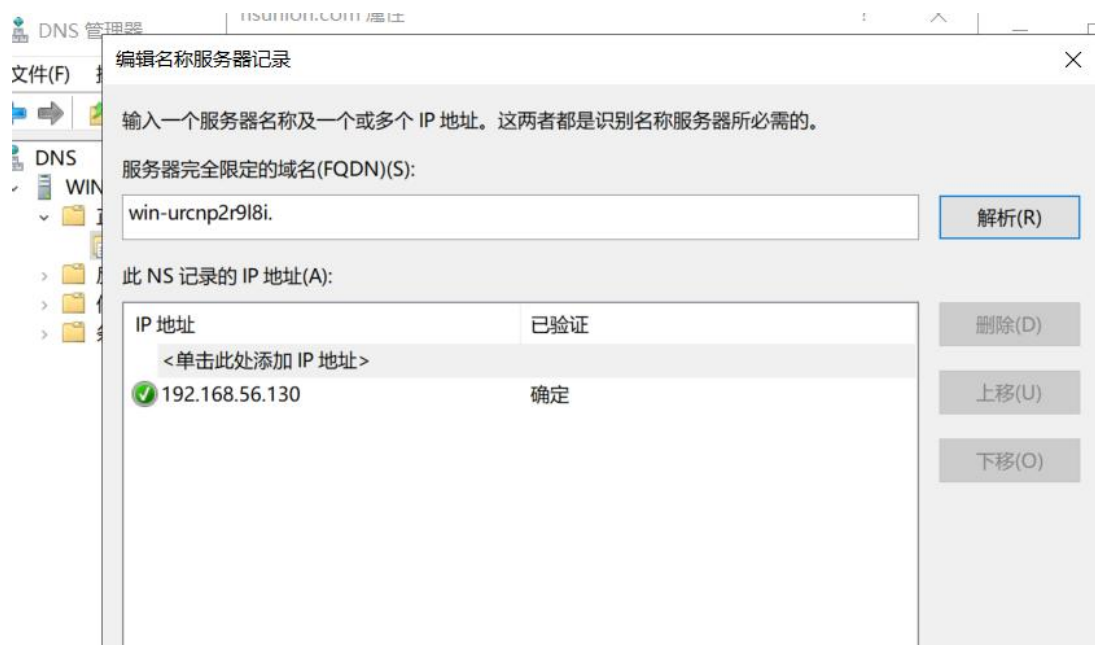 DNS 管理器
nsunion.com 属性
文件(F)
编辑名称服务器记录
输入一个服务器名称及一个或多个 IP 地址。这两者都是识别名称服务器所必需的。
DNS
WIN
服务器完全限定的域名(FQDN)(S):
win-urcnp2r9l8i.
解析(R)
此 NS 记录的 IP 地址(A):
IP 地址 已验证
删除(D)
<单击此处添加 IP 地址>
192.168.56.130 确定
上移(U)
下移(O)